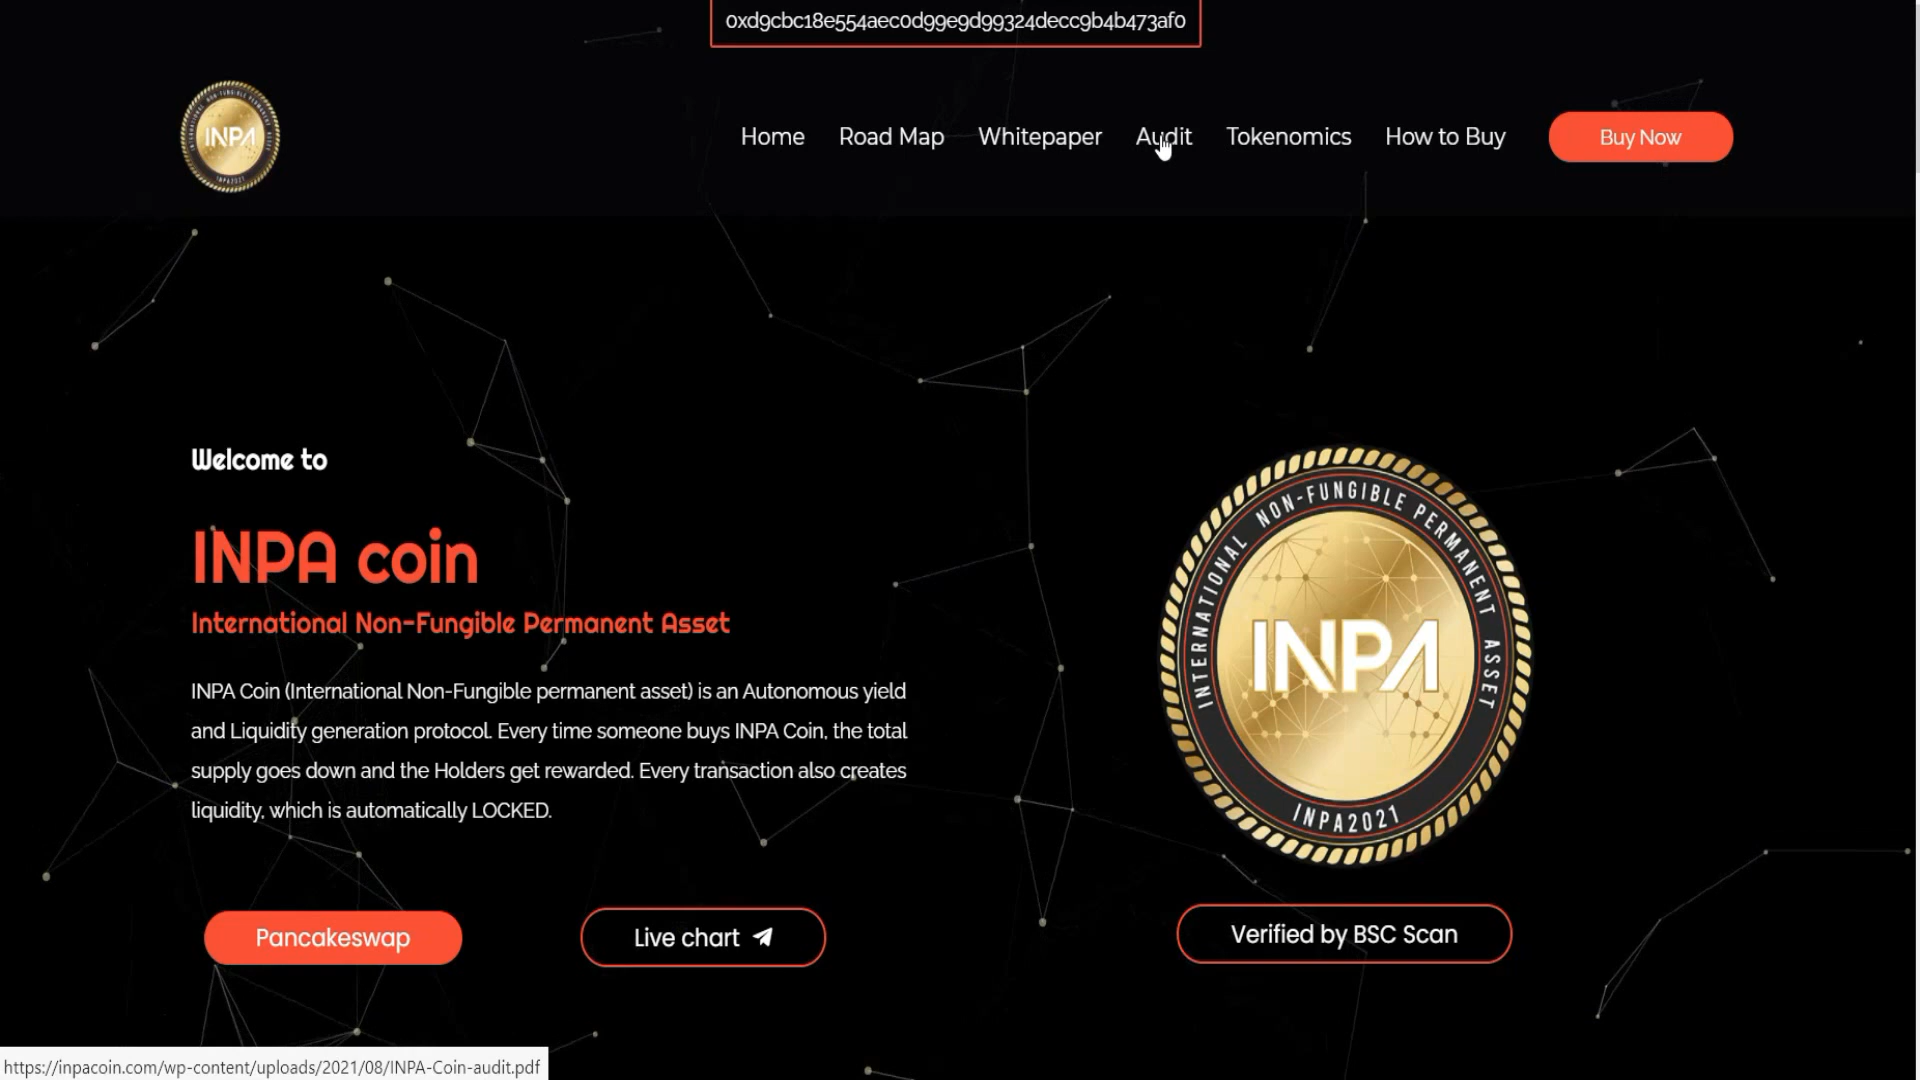 0xd9cbc18e554aec0d99e9d99324decc9b4b473af0
INPA
Home Road Map Whitepaper Audit Tokenomics How to Buy Buy Now
Welcome to
INPA coin
International Non-Fungible Permanent Asset
INPA Coin (International Non-Fungible permanent asset) is an Autonomous yield
and Liquidity generation protocol. Every time someone buys INPA Coin, the total
supply goes down and the Holders get rewarded. Every transaction also creates
liquidity, which is automatically LOCKED.
INTERNATIONAL NON-FUNGIBLE PERMANENT ASSET
INPA
INPA2021
Pancakeswap Live chart Verified by BSC Scan
https://inpacoin.com/wp-content/uploads/2021/08/INPA-Coin-audit.pdf